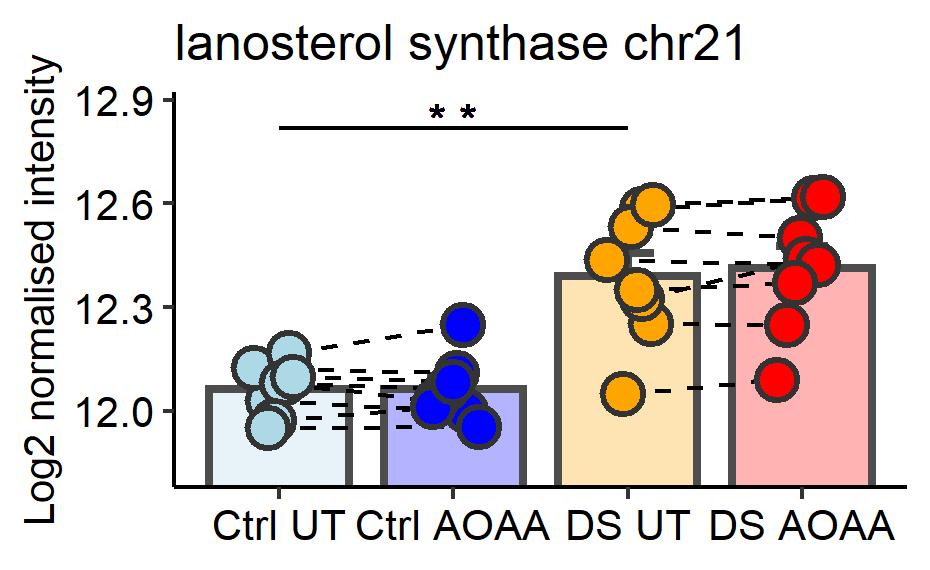 lanosterol synthase chr21
Log2 normalised intensity
12.9
12.6
12.3
12.0
* *
Ctrl UT Ctrl AOAA DS UT DS AOAA